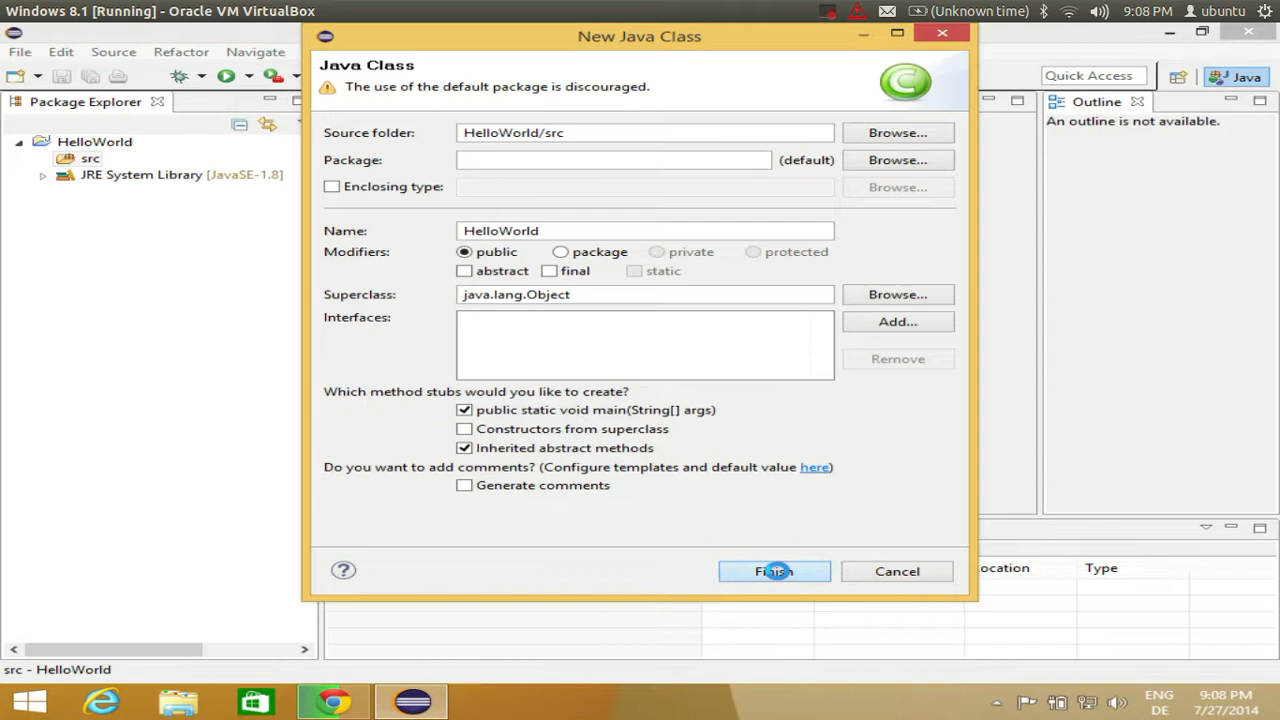 Windows 8.1 [Running] - Oracle VM VirtualBox
(Unknown time) 9:08 PM ubuntu
New Java Class
File Edit Source Refactor Navigate
Java Class
The use of the default package is discouraged.
Quick Access Java
Package Explorer
Outline
An outline is not available.
HelloWorld
src
JRE System Library [JavaSE-1.8]
Source folder: HelloWorld/src Browse...
Package: (default) Browse...
Enclosing type: Browse...
Name: HelloWorld
Modifiers: public package private protected
abstract final static
Superclass: java.lang.Object Browse...
Interfaces: Add...
Remove
Which method stubs would you like to create?
public static void main(String[] args)
Constructors from superclass
Inherited abstract methods
Do you want to add comments? (Configure templates and default value here)
Generate comments
Finish Cancel
ocation Type
src - HelloWorld
ENG 9:08 PM
DE 7/27/2014